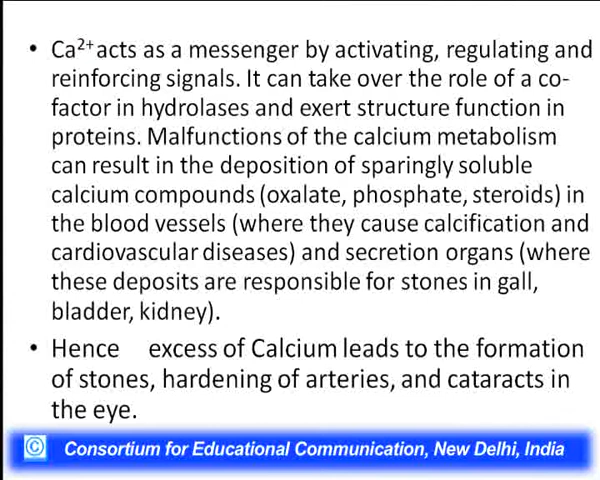 • Ca²⁺ acts as a messenger by activating, regulating and
reinforcing signals. It can take over the role of a co-
factor in hydrolases and exert structure function in
proteins. Malfunctions of the calcium metabolism
can result in the deposition of sparingly soluble
calcium compounds (oxalate, phosphate, steroids) in
the blood vessels (where they cause calcification and
cardiovascular diseases) and secretion organs (where
these deposits are responsible for stones in gall,
bladder, kidney).
• Hence excess of Calcium leads to the formation
of stones, hardening of arteries, and cataracts in
the eye.
© Consortium for Educational Communication, New Delhi, India